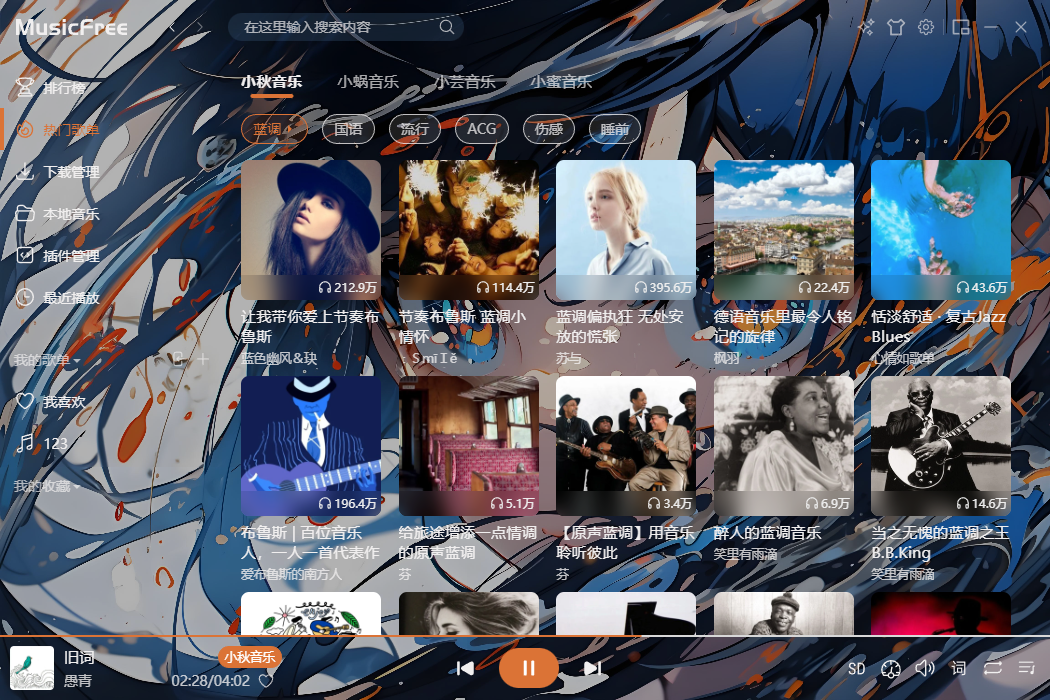 MusicFree
在这里输入搜索内容
排行榜
热门歌单
下载管理
本地音乐
插件管理
最近播放
我的歌单
我喜欢
123
我的收藏
小秋音乐 小蜗音乐 小芸音乐 小蜜音乐
蓝调 国语 流行 ACG 伤感 睡前
212.9万
让我带你爱上节奏布
鲁斯
蓝色幽风&玦
114.4万
节奏布鲁斯 蓝调小
情怀
395.6万
蓝调偏执狂 无处安
放的慌张
苏与
22.4万
德语音乐里最令人铭
记的旋律
枫羽
43.6万
恬淡舒适 · 复古Jazz
Blues
心情如歌单
196.4万
布鲁斯 | 百位音乐
人，一人一首代表作
爱布鲁斯的南方人
5.1万
给旅途增添一点情调
的原声蓝调
芬
3.4万
【原声蓝调】用音乐
聆听彼此
芬
6.9万
醉人的蓝调音乐
笑里有雨滴
14.6万
当之无愧的蓝调之王
B.B.King
笑里有雨滴
旧词
愚青
小秋音乐
02:28/04:02
SD
词